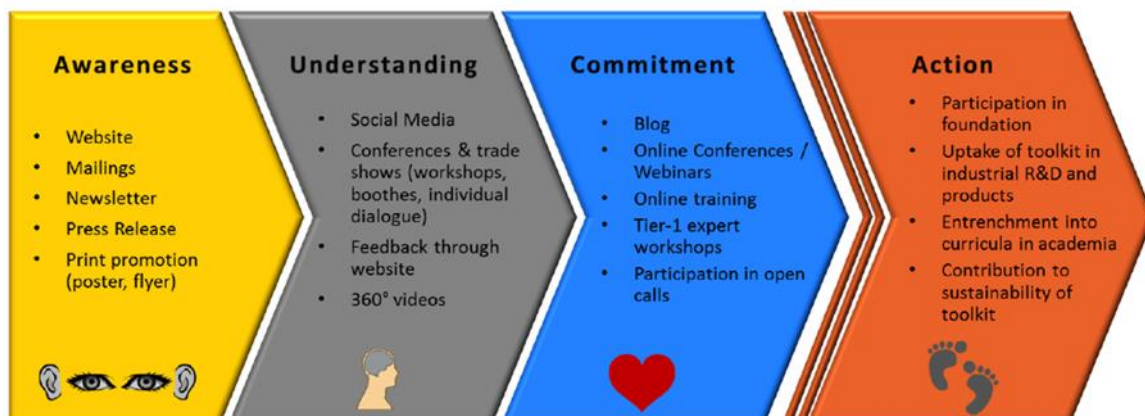 Awareness
• Website
• Mailings
• Newsletter
• Press Release
• Print promotion
(poster, flyer)
Understanding
• Social Media
• Conferences & trade
shows (workshops,
boothes, individual
dialogue)
• Feedback through
website
• 360° videos
Commitment
• Blog
• Online Conferences /
Webinars
• Online training
• Tier-1 expert
workshops
• Participation in open
calls
Action
• Participation in
foundation
• Uptake of toolkit in
industrial R&D and
products
• Entrenchment into
curricula in academia
• Contribution to
sustainability of
toolkit